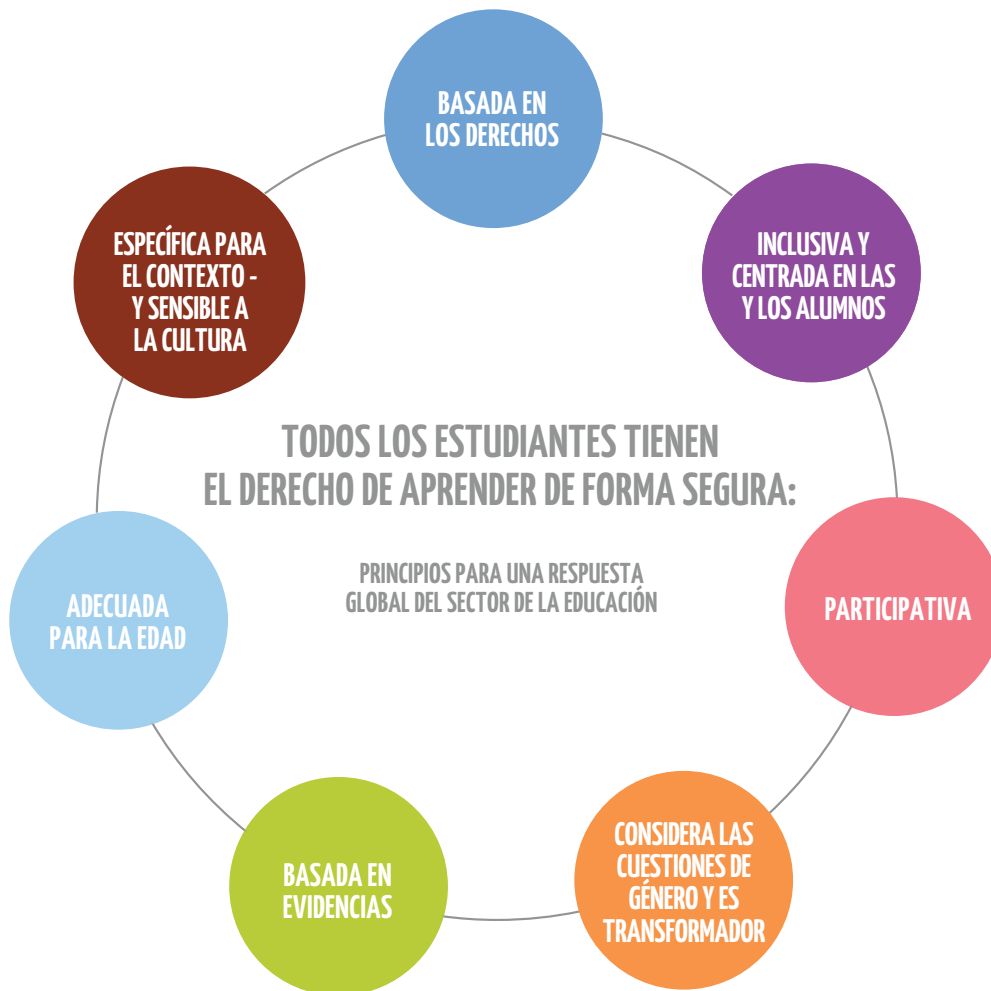 BASADA EN
LOS DERECHOS
INCLUSIVA Y
CENTRADA EN LAS
Y LOS ALUMNOS
PARTICIPATIVA
CONSIDERA LAS
CUESTIONES DE
GÉNERO Y ES
TRANSFORMADOR
BASADA EN
EVIDENCIAS
ADECUADA
PARA LA EDAD
ESPECÍFICA PARA
EL CONTEXTO -
Y SENSIBLE A
LA CULTURA
TODOS LOS ESTUDIANTES TIENEN
EL DERECHO DE APRENDER DE FORMA SEGURA:
PRINCIPIOS PARA UNA RESPUESTA
GLOBAL DEL SECTOR DE LA EDUCACIÓN